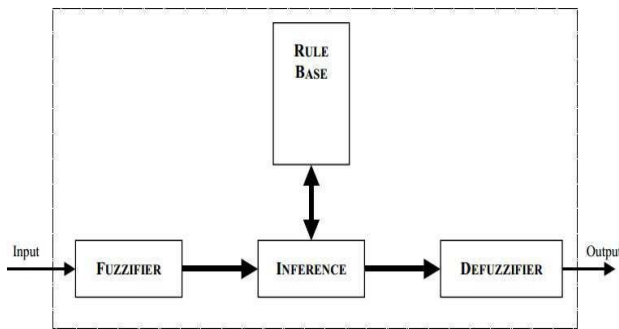 RULE
BASE
Input
FUZZIFIER
INFERENCE
DEFUZZIFIER
Output